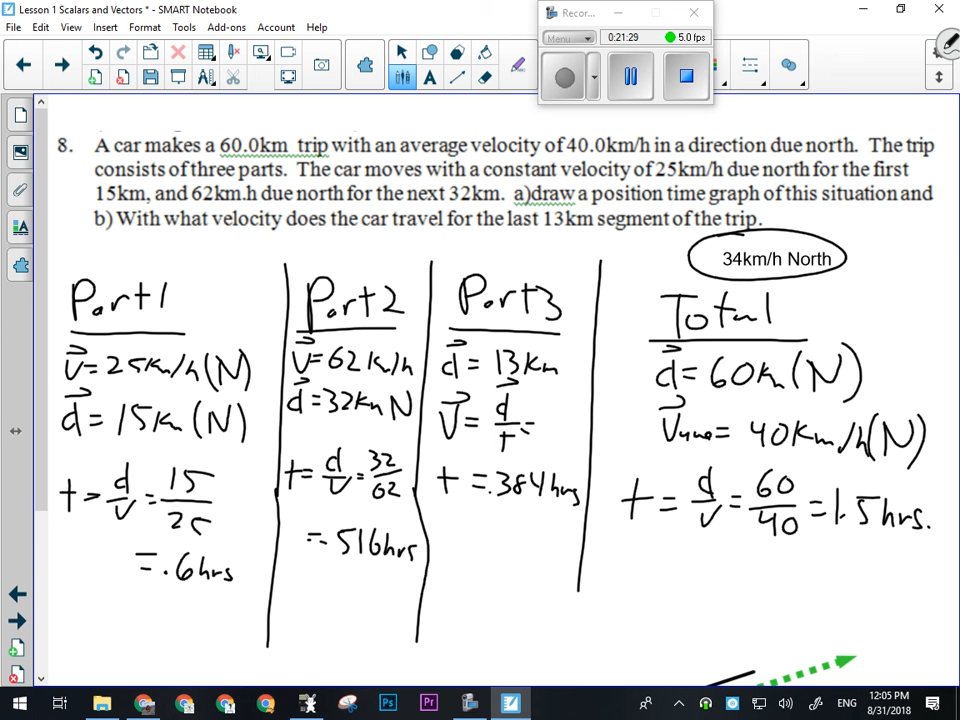 Lesson 1 Scalars and Vectors * - SMART Notebook
File Edit View Insert Format Tools Add-ons Account Help
Recor...
Menu
0:21:29
5.0 fps
8. A car makes a 60.0km trip with an average velocity of 40.0km/h in a direction due north. The trip
consists of three parts. The car moves with a constant velocity of 25km/h due north for the first
15km, and 62km.h due north for the next 32km. a)draw a position time graph of this situation and
b) With what velocity does the car travel for the last 13km segment of the trip.
34km/h North
Part 1
v = 25km/h (N)
d = 15km (N)
t = d/v = 15/25
= .6hrs
Part 2
v = 62km/h
d = 32km N
t = d/v = 32/62
= .516hrs
Part 3
d = 13km
v = d/t =
t = .384hrs
Total
d = 60km (N)
= 40km/h (N)
t = d/v = 60/40 = 1.5hrs.
ENG
12:05 PM
8/31/2018
Ps
Pr